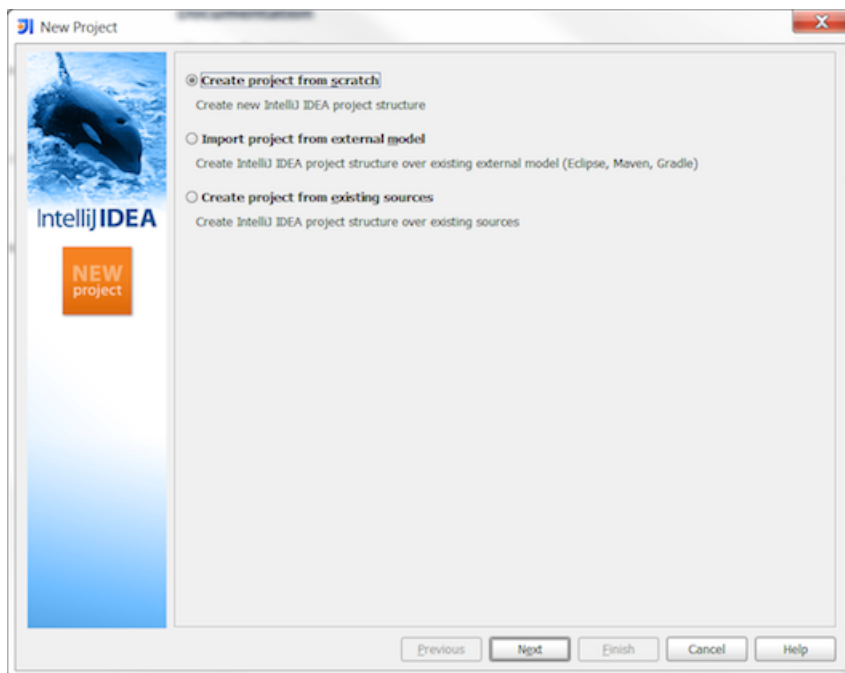 New Project
Create project from scratch
Create new IntelliJ IDEA project structure
Import project from external model
Create IntelliJ IDEA project structure over existing external model (Eclipse, Maven, Gradle)
Create project from existing sources
Create IntelliJ IDEA project structure over existing sources
IntelliJ IDEA
NEW
project
Previous
Next
Finish
Cancel
Help